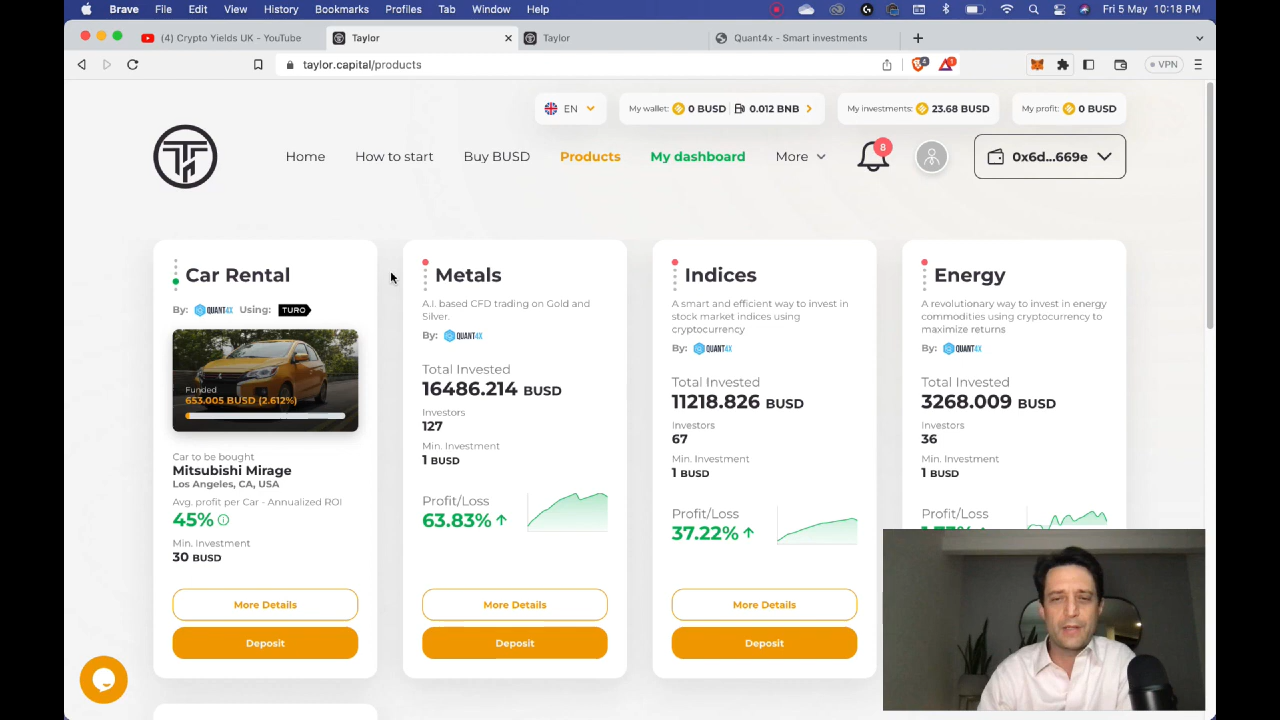 Brave File Edit View History Bookmarks Profiles Tab Window Help Fri 5 May 10:18 PM
(4) Crypto Yields UK - YouTube Taylor Taylor Quant4x - Smart investments
taylor.capital/products VPN
EN My wallet: 0 BUSD 0.012 BNB My investments: 23.68 BUSD My profit: 0 BUSD
Home How to start Buy BUSD Products My dashboard More 8 0x6d...669e
Car Rental
By: QUANT4X Using: TURO
Funded
653.005 BUSD (2.612%)
Car to be bought
Mitsubishi Mirage
Los Angeles, CA, USA
Avg. profit per Car - Annualized ROI
45%
Min. Investment
30 BUSD
More Details
Deposit
Metals
A.I. based CFD trading on Gold and
Silver.
By: QUANT4X
Total Invested
16486.214 BUSD
Investors
127
Min. Investment
1 BUSD
Profit/Loss
63.83%
More Details
Deposit
Indices
A smart and efficient way to invest in
stock market indices using
cryptocurrency
By: QUANT4X
Total Invested
11218.826 BUSD
Investors
67
Min. Investment
1 BUSD
Profit/Loss
37.22%
More Details
Deposit
Energy
A revolutionary way to invest in energy
commodities using cryptocurrency to
maximize returns
By: QUANT4X
Total Invested
3268.009 BUSD
Investors
36
Min. Investment
1 BUSD
Profit/Loss